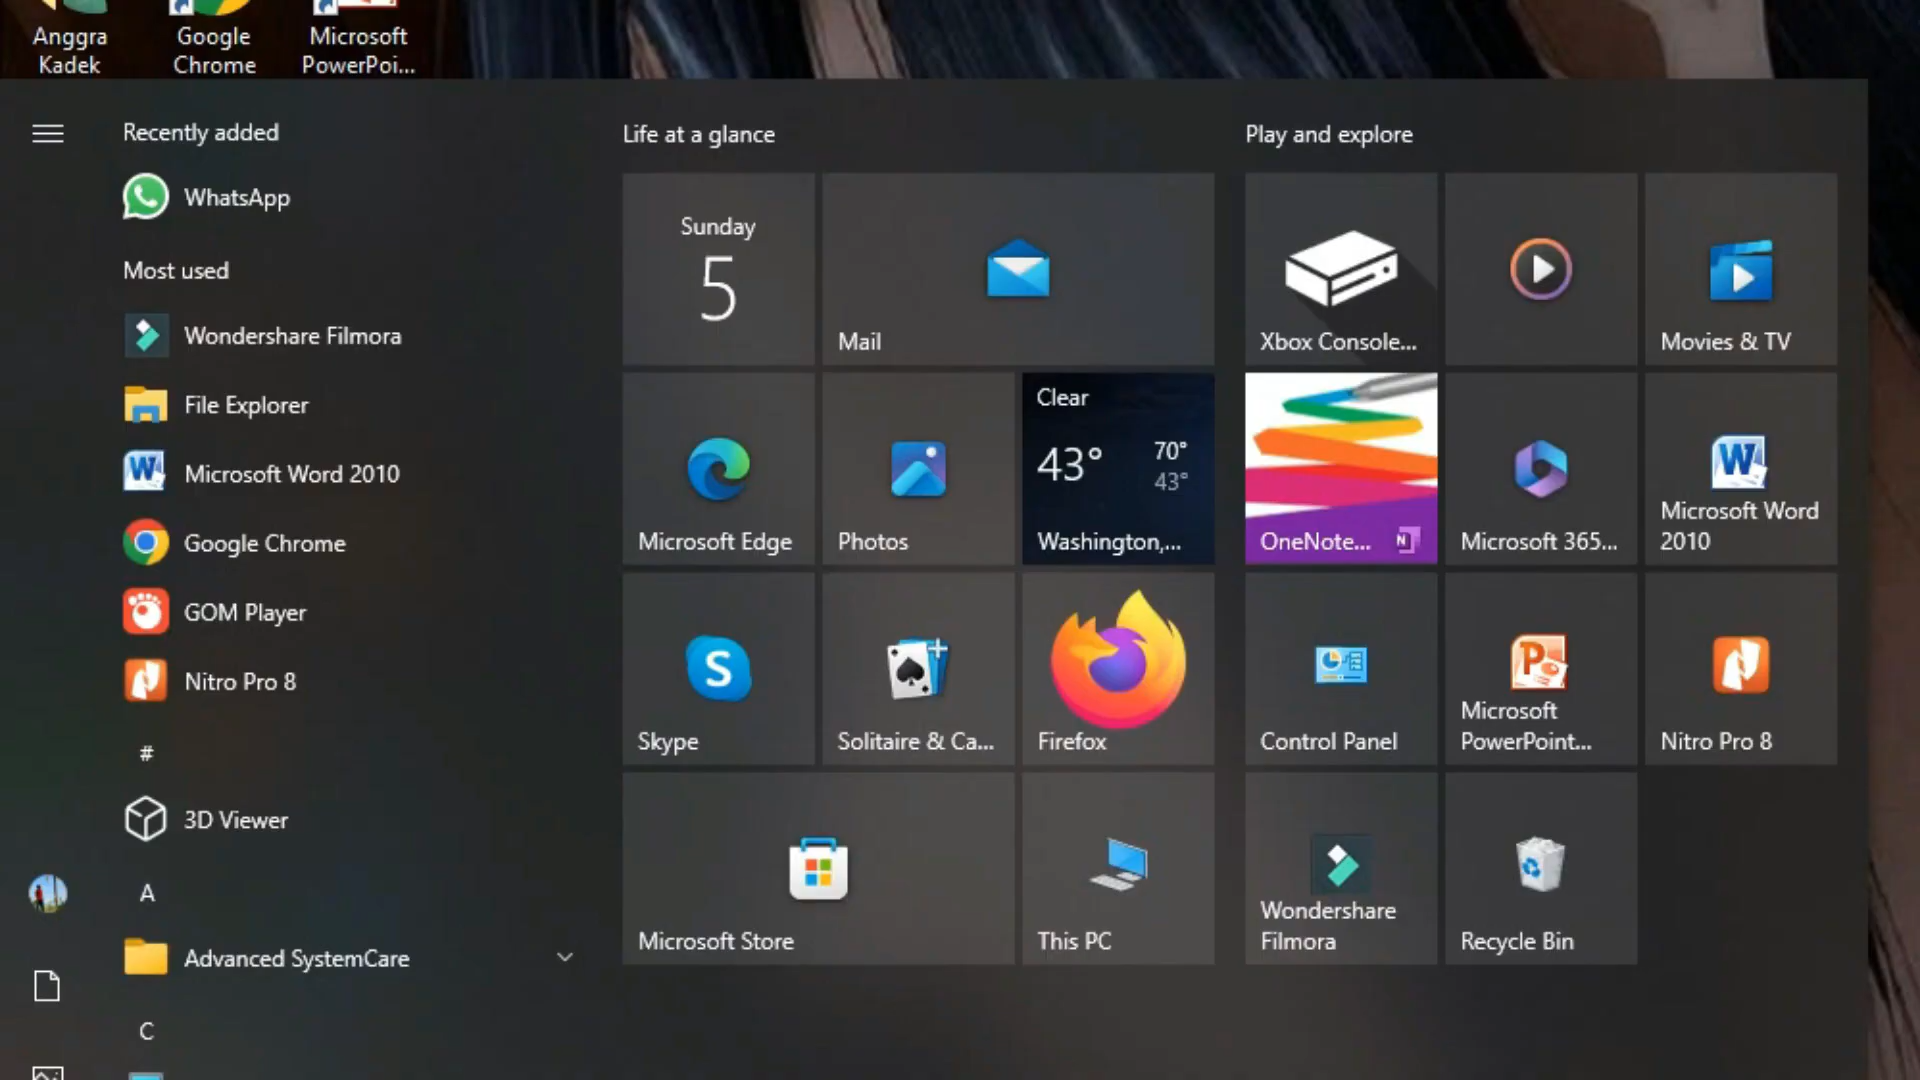 Anggra
Kadek
Google
Chrome
Microsoft
PowerPoi...
Recently added
WhatsApp
Most used
Wondershare Filmora
File Explorer
Microsoft Word 2010
Google Chrome
GOM Player
Nitro Pro 8
#
3D Viewer
A
Advanced SystemCare
C
Life at a glance
Sunday
5
Mail
Microsoft Edge
Photos
Clear
43°
70°
43°
Washington,...
Skype
Solitaire & Ca...
Firefox
Microsoft Store
This PC
Play and explore
Xbox Console...
Movies & TV
OneNote...
Microsoft 365...
Microsoft Word
2010
Control Panel
Microsoft
PowerPoint...
Nitro Pro 8
Wondershare
Filmora
Recycle Bin